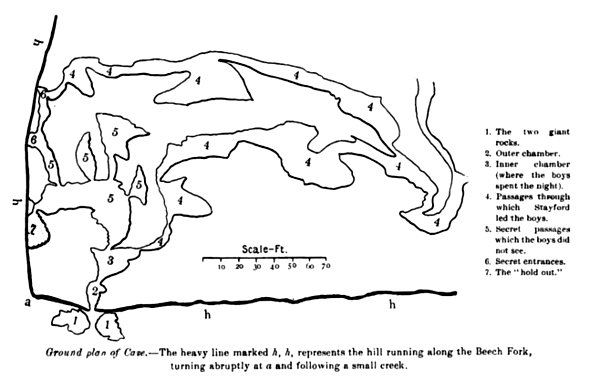 h
6
4
4
4
4
4
6
5
5
5
4
4
4
h
5
5
4
h
7
4
4
3
Scale-Ft.
10 20 30 40 50 60 70
2
a
h
h
1
1
1. The two giant
rocks.
2. Outer chamber.
3. Inner chamber
(where the boys
spent the night).
4. Passages through
which Stayford
led the boys.
5. Secret passages
which the boys did
not see.
6. Secret entrances.
7. The "hold out."
Ground plan of Cave.—The heavy line marked h, h, represents the hill running along the Beech Fork,
turning abruptly at a and following a small creek.